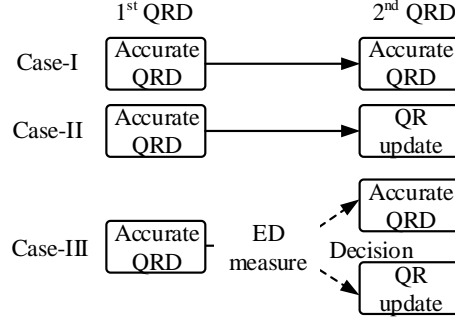 1st QRD 2nd QRD
Case-I Accurate QRD Accurate QRD
Case-II Accurate QRD QR update
Case-III Accurate QRD ED measure Decision Accurate QRD QR update